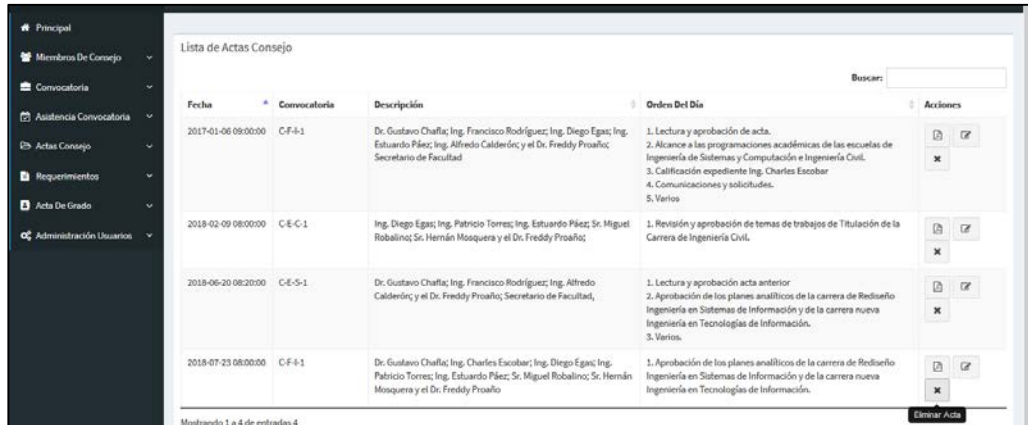 Principal
Miembros De Consejo
Convocatoria
Asistencia Convocatoria
Actas Consejo
Requerimientos
Acta De Grado
Administración Usuarios
Lista de Actas Consejo
Buscar:
Fecha Convocatoria Descripción Orden Del Día Acciones
2017-01-06 09:00:00 C-F-I-1 Dr. Gustavo Chafla; Ing. Francisco Rodríguez; Ing. Diego Egas; Ing. 1. Lectura y aprobación de acta.
Estuardo Páez; Ing. Alfredo Calderón; y el Dr. Freddy Proaño; 2. Alcance a las programaciones académicas de las escuelas de
Secretario de Facultad Ingeniería de Sistemas y Computación e Ingeniería Civil.
3. Calificación expediente Ing. Charles Escobar
4. Comunicaciones y solicitudes.
5. Varios
2018-02-09 08:00:00 C-E-C-1 Ing. Diego Egas; Ing. Patricio Torres; Ing. Estuardo Páez; Sr. Miguel 1. Revisión y aprobación de temas de trabajos de Titulación de la
Robalino; Sr. Hernán Mosquera y el Dr. Freddy Proaño; Carrera de Ingeniería Civil.
2018-06-20 08:20:00 C-E-S-1 Dr. Gustavo Chafla; Ing. Francisco Rodríguez; Ing. Alfredo 1. Lectura y aprobación acta anterior
Calderón; y el Dr. Freddy Proaño; Secretario de Facultad, 2. Aprobación de los planes analíticos de la carrera de Rediseño
Ingeniería en Sistemas de Información y de la carrera nueva
Ingeniería en Tecnologías de Información.
3. Varios.
2018-07-23 08:00:00 C-F-I-1 Dr. Gustavo Chafla; Ing. Charles Escobar; Ing. Diego Egas; Ing. 1. Aprobación de los planes analíticos de la carrera de Rediseño
Patricio Torres; Ing. Estuardo Páez; Sr. Miguel Robalino; Sr. Hernán Ingeniería en Sistemas de Información y de la carrera nueva
Mosquera y el Dr. Freddy Proaño Ingeniería en Tecnologías de Información.
Eliminar Acta
Mostrando 1 a 4 de entradas 4